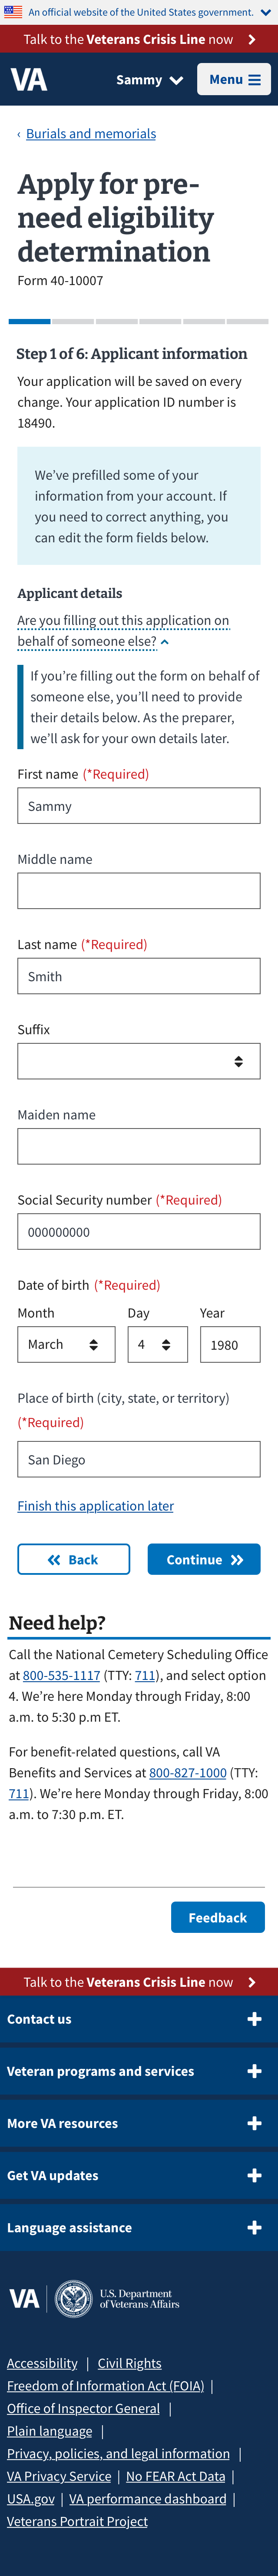 An official website of the United States government.
Talk to the Veterans Crisis Line now
VA
Sammy
Menu
‹ Burials and memorials
Apply for pre-
need eligibility
determination
Form 40-10007
Step 1 of 6: Applicant information
Your application will be saved on every
change. Your application ID number is
18490.
We’ve prefilled some of your
information from your account. If
you need to correct anything, you
can edit the form fields below.
Applicant details
Are you filling out this application on
behalf of someone else?
If you’re filling out the form on behalf of
someone else, you’ll need to provide
their details below. As the preparer,
we’ll ask for your own details later.
First name (*Required)
Sammy
Middle name
Last name (*Required)
Smith
Suffix
Maiden name
Social Security number (*Required)
000000000
Date of birth (*Required)
Month Day Year
March 4 1980
Place of birth (city, state, or territory)
(*Required)
San Diego
Finish this application later
Back Continue
Need help?
Call the National Cemetery Scheduling Office
at 800-535-1117 (TTY: 711), and select option
4. We’re here Monday through Friday, 8:00
a.m. to 5:30 p.m ET.
For benefit-related questions, call VA
Benefits and Services at 800-827-1000 (TTY:
711). We’re here Monday through Friday, 8:00
a.m. to 7:30 p.m. ET.
Feedback
Talk to the Veterans Crisis Line now
Contact us
Veteran programs and services
More VA resources
Get VA updates
Language assistance
VA U.S. Department
of Veterans Affairs
Accessibility | Civil Rights
Freedom of Information Act (FOIA) |
Office of Inspector General |
Plain language |
Privacy, policies, and legal information |
VA Privacy Service | No FEAR Act Data |
USA.gov | VA performance dashboard |
Veterans Portrait Project